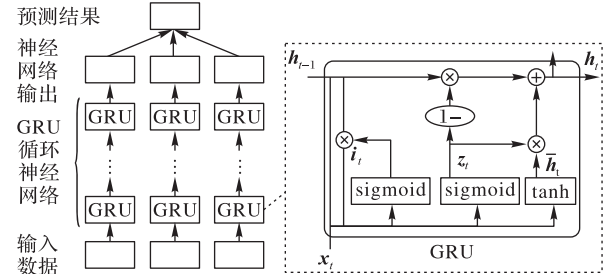 预测结果
神经
网络
输出
GRU
循环
神经
网络
输入
数据
GRU GRU GRU
GRU GRU GRU
h_{t-1}
h_t
×
+
1−
×
×
i_t
z_t
h̅_t
sigmoid sigmoid tanh
x_t
GRU